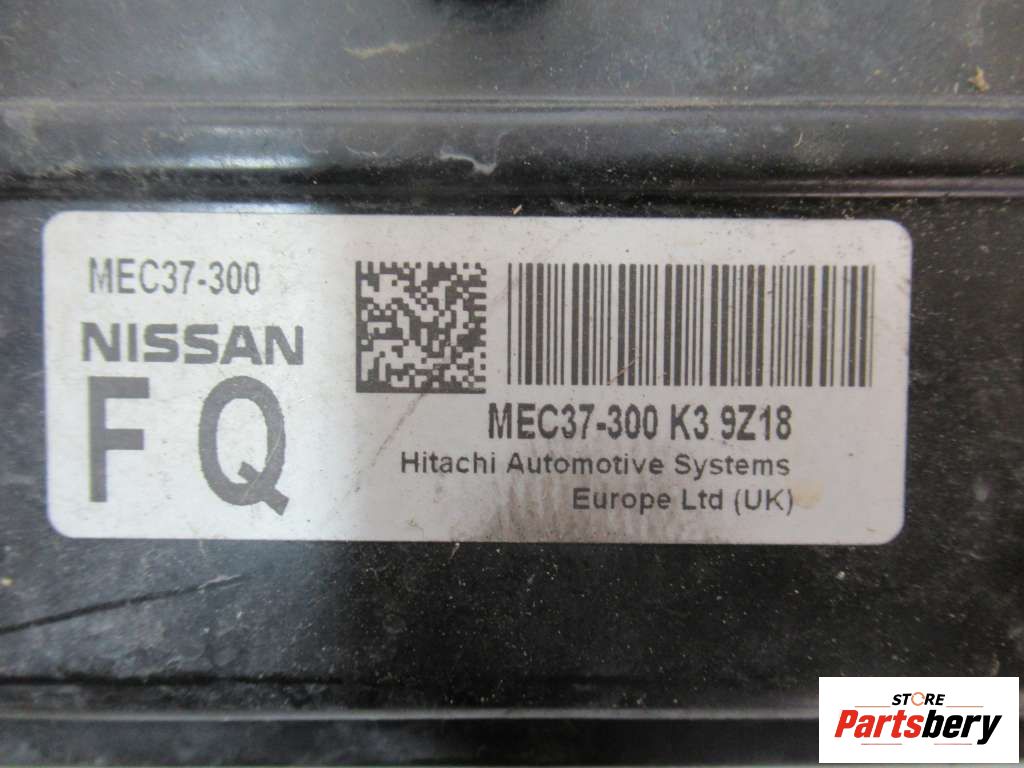 MEC37-300
NISSAN
F Q
MEC37-300 K3 9Z18
Hitachi Automotive Systems
Europe Ltd (UK)
STORE
Partsbery